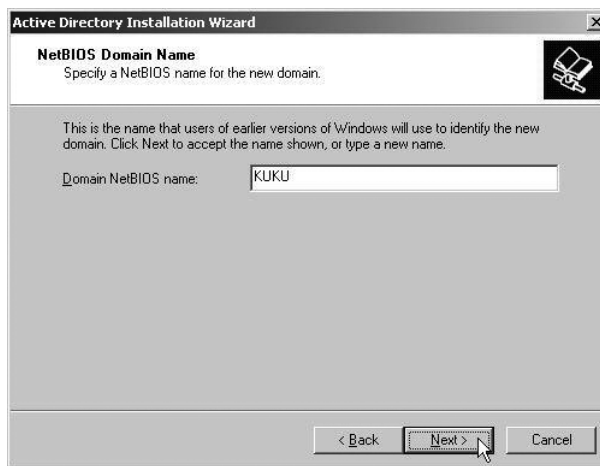 Active Directory Installation Wizard
NetBIOS Domain Name
Specify a NetBIOS name for the new domain.
This is the name that users of earlier versions of Windows will use to identify the new
domain. Click Next to accept the name shown, or type a new name.
Domain NetBIOS name: KUKU
< Back Next > Cancel